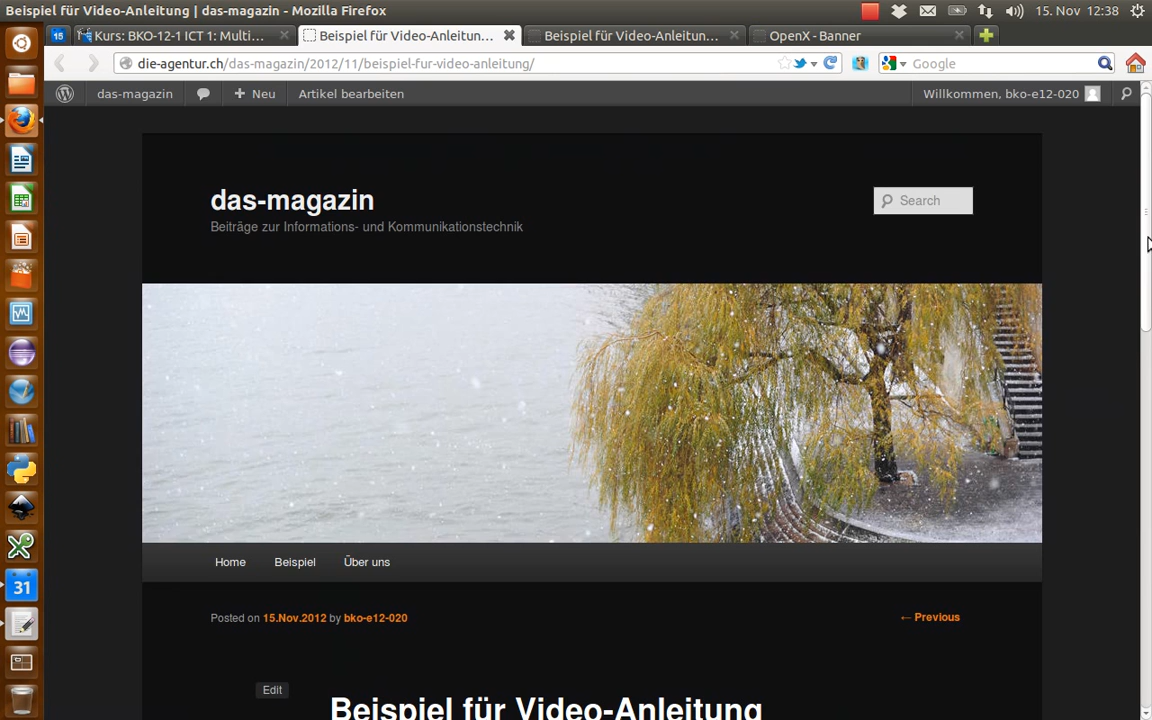 Beispiel für Video-Anleitung | das-magazin - Mozilla Firefox
15. Nov 12:38
15
Kurs: BKO-12-1 ICT 1: Multi...
Beispiel für Video-Anleitun...
Beispiel für Video-Anleitun...
OpenX - Banner
die-agentur.ch/das-magazin/2012/11/beispiel-fur-video-anleitung/
Google
das-magazin
Neu
Artikel bearbeiten
Willkommen, bko-e12-020
das-magazin
Beiträge zur Informations- und Kommunikationstechnik
Search
Home
Beispiel
Über uns
31
Posted on 15.Nov.2012 by bko-e12-020
← Previous
Edit
Beispiel für Video-Anleitung